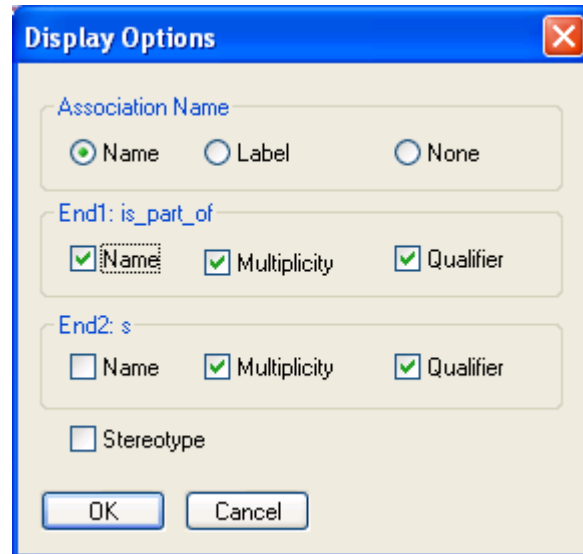 Display Options
Association Name
Name Label None
End1: is_part_of
Name Multiplicity Qualifier
End2: s
Name Multiplicity Qualifier
Stereotype
OK Cancel